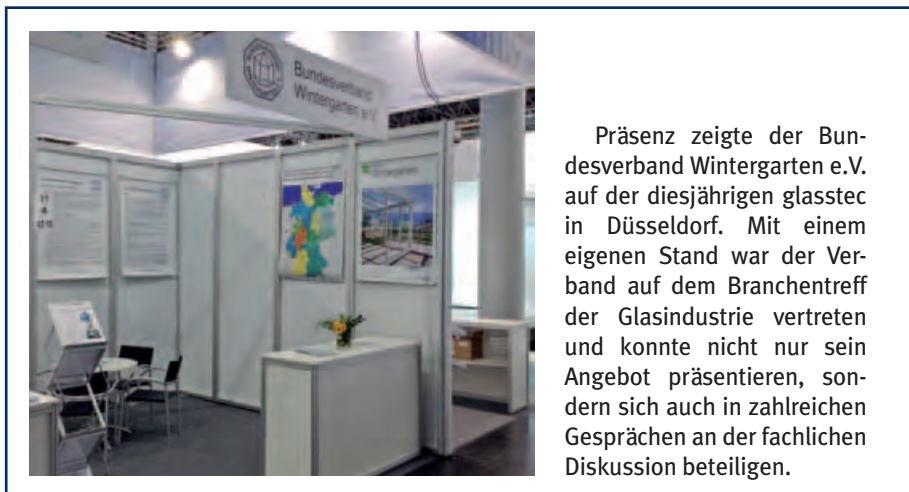 Bundesverband
Wintergarten e.V.
Wintergarten
Präsenz zeigte der Bun-
desverband Wintergarten e.V.
auf der diesjährigen glasstec
in Düsseldorf. Mit einem
eigenen Stand war der Ver-
band auf dem Branchentreff
der Glasindustrie vertreten
und konnte nicht nur sein
Angebot präsentieren, son-
dern sich auch in zahlreichen
Gesprächen an der fachlichen
Diskussion beteiligen.